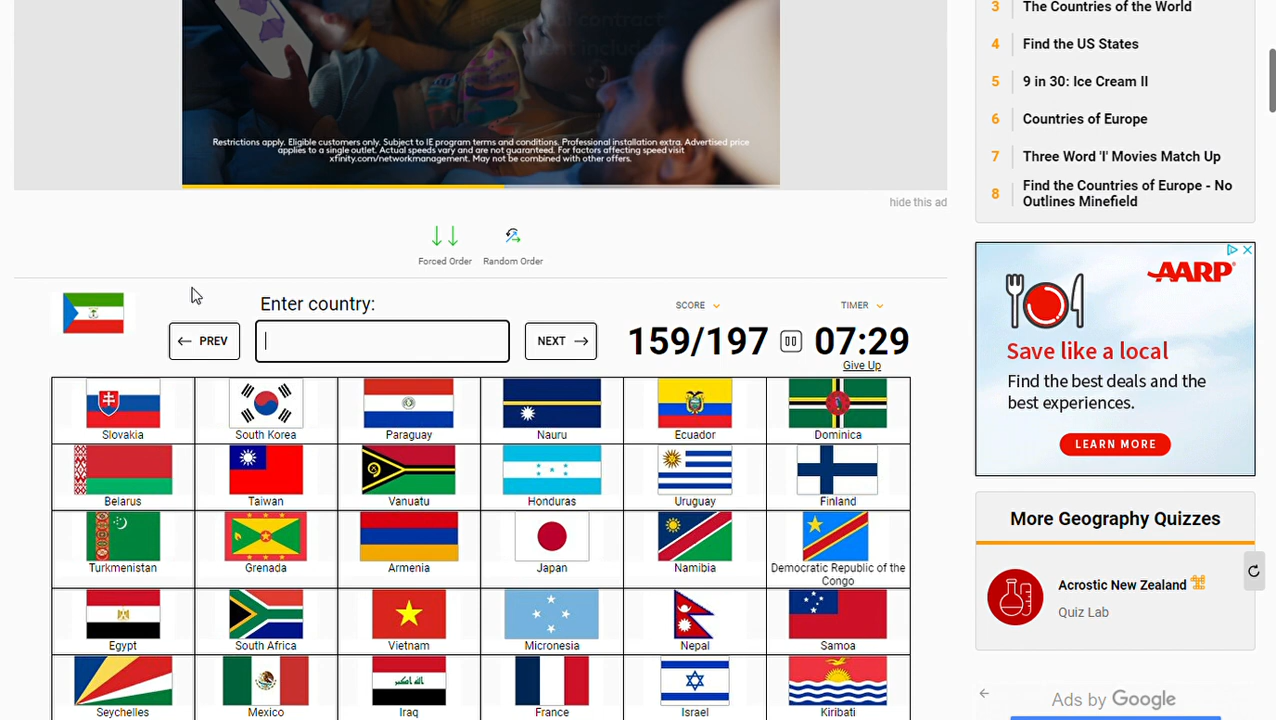 Restrictions apply. Eligible customers only. Subject to IE program terms and conditions. Professional installation extra. Advertised price
applies to a single outlet. Actual speeds vary and are not guaranteed. For factors affecting speed visit
xfinity.com/networkmanagement. May not be combined with other offers.
hide this ad
Forced Order
Random Order
Enter country:
PREV
NEXT
SCORE
159/197
TIMER
07:29
Give Up
Slovakia
South Korea
Paraguay
Nauru
Ecuador
Dominica
Belarus
Taiwan
Vanuatu
Honduras
Uruguay
Finland
Turkmenistan
Grenada
Armenia
Japan
Namibia
Democratic Republic of the
Congo
Egypt
South Africa
Vietnam
Micronesia
Nepal
Samoa
Seychelles
Mexico
Iraq
France
Israel
Kiribati
3 The Countries of the World
4 Find the US States
5 9 in 30: Ice Cream II
6 Countries of Europe
7 Three Word 'I' Movies Match Up
8 Find the Countries of Europe - No
Outlines Minefield
AARP
Save like a local
Find the best deals and the
best experiences.
LEARN MORE
More Geography Quizzes
Acrostic New Zealand
Quiz Lab
Ads by Google